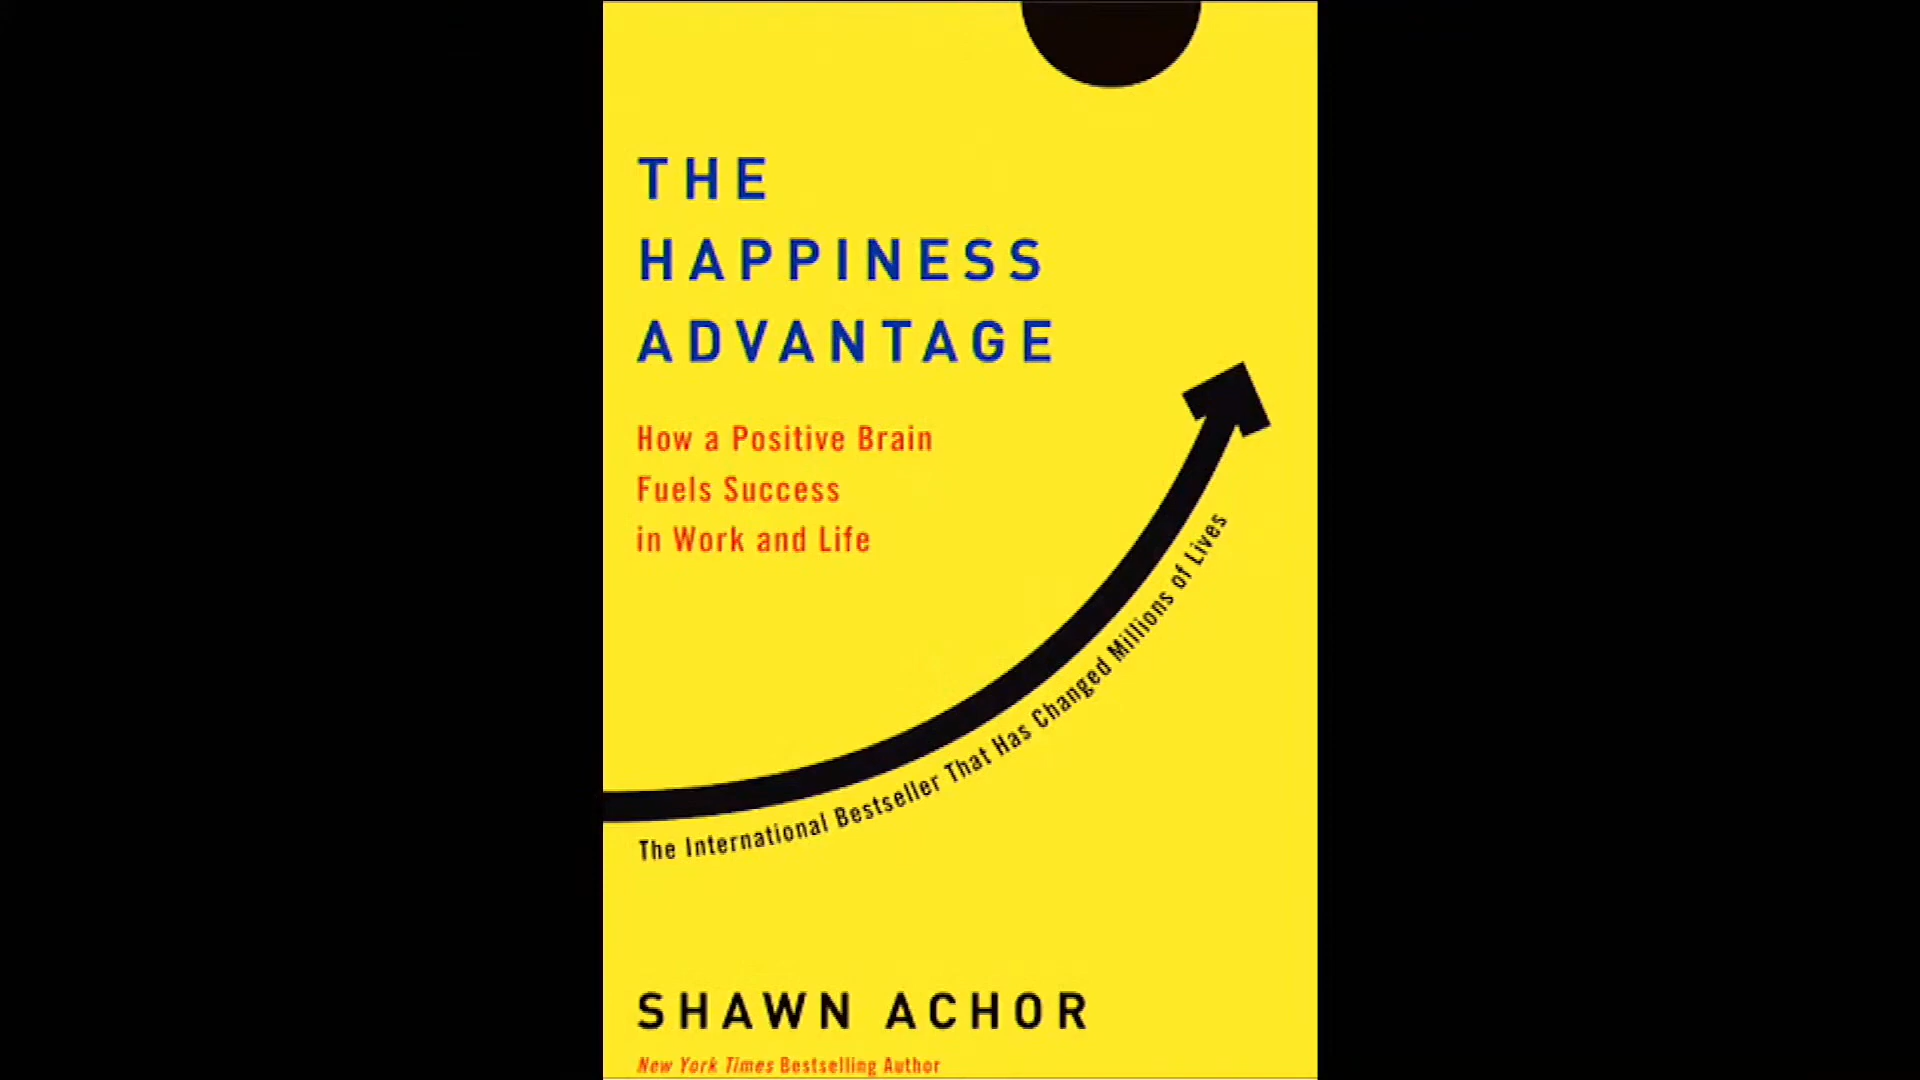 THE
HAPPINESS
ADVANTAGE
How a Positive Brain
Fuels Success
in Work and Life
The International Bestseller That Has Changed Millions of Lives
SHAWN ACHOR
New York Times Bestselling Author